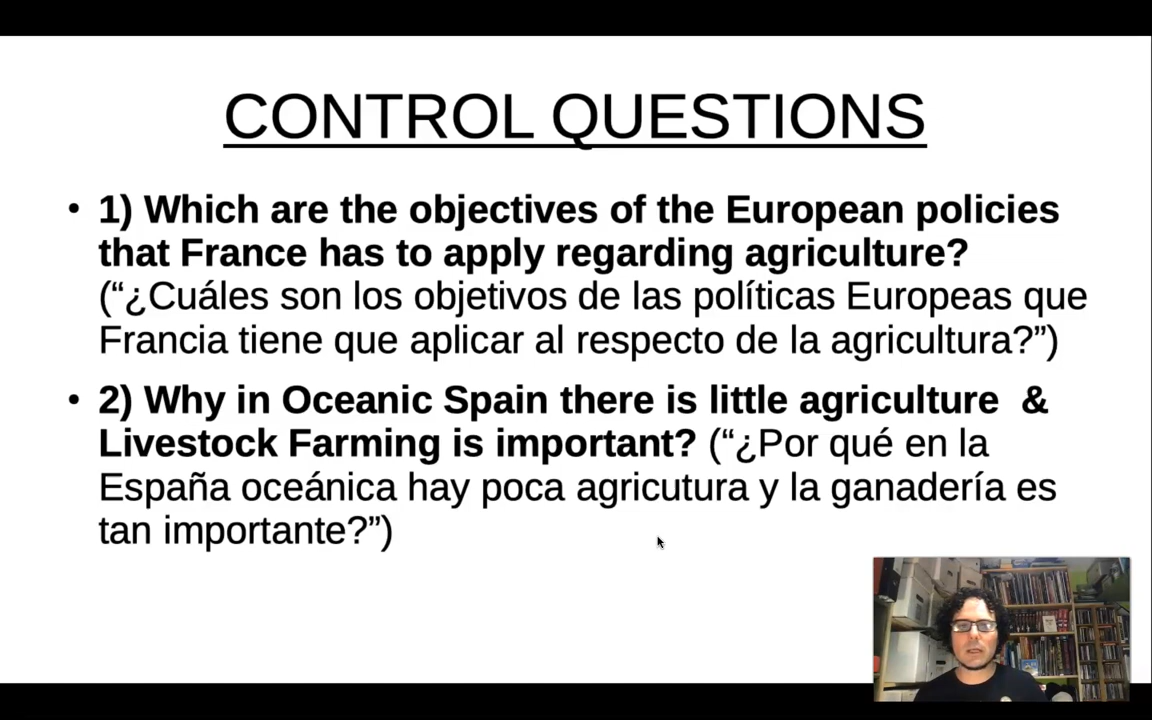 CONTROL QUESTIONS
• 1) Which are the objectives of the European policies
that France has to apply regarding agriculture?
(“¿Cuáles son los objetivos de las políticas Europeas que
Francia tiene que aplicar al respecto de la agricultura?”)
• 2) Why in Oceanic Spain there is little agriculture  &
Livestock Farming is important? (“¿Por qué en la
España oceánica hay poca agricutura y la ganadería es
tan importante?”)